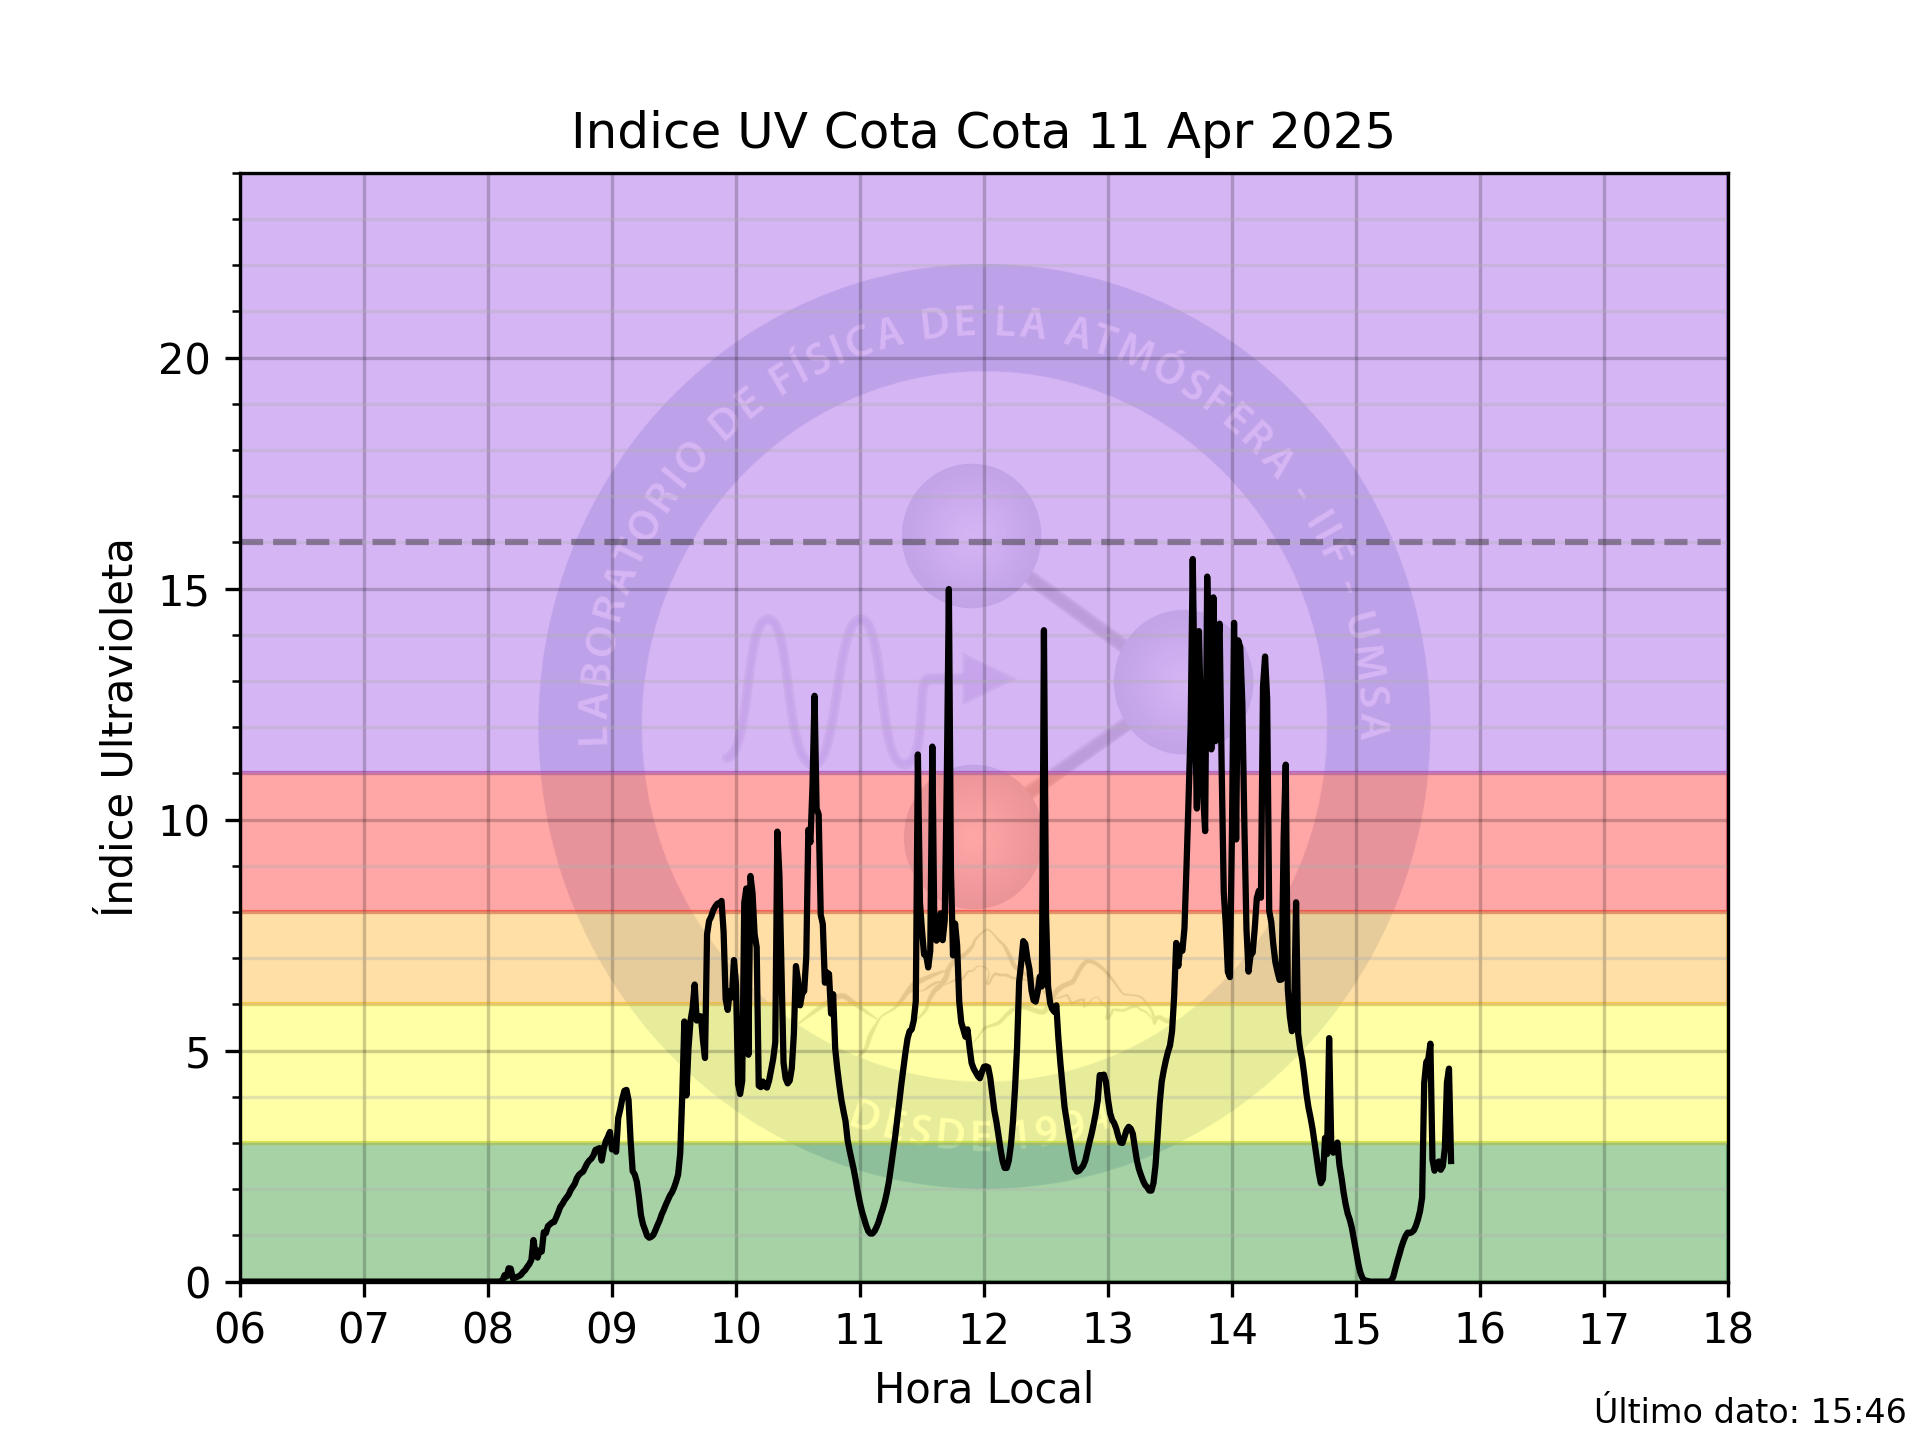 Indice UV Cota Cota 11 Apr 2025
LABORATORIO DE FÍSICA DE LA ATMÓSFERA - IIF - UMSA
DESDE
Índice Ultravioleta
20
15
10
5
0
06 07 08 09 10 11 12 13 14 15 16 17 18
Hora Local
Último dato: 15:46